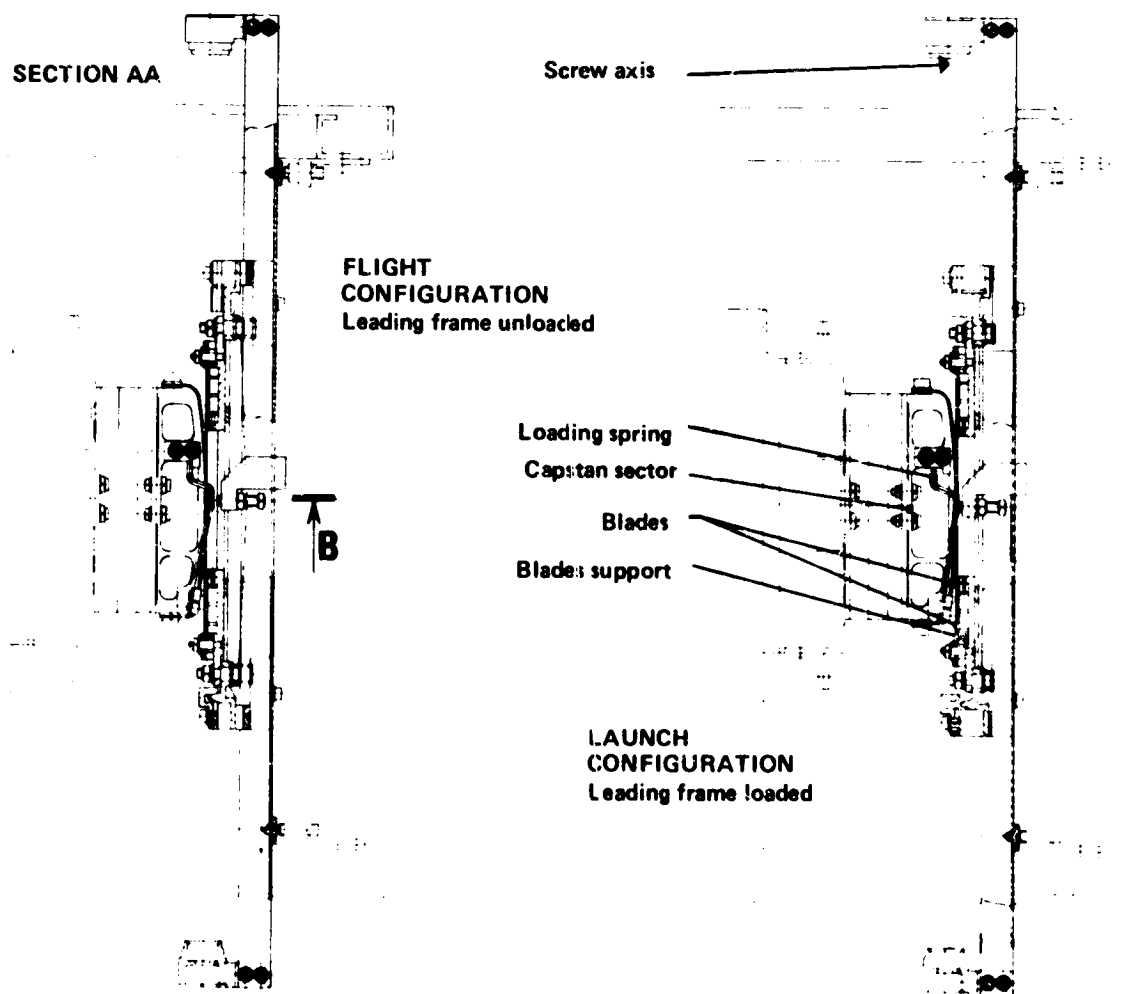 SECTION AA
Screw axis
FLIGHT
CONFIGURATION
Leading frame unloaded
Loading spring
Capstan sector
Blades
Blades support
B
LAUNCH
CONFIGURATION
Leading frame loaded